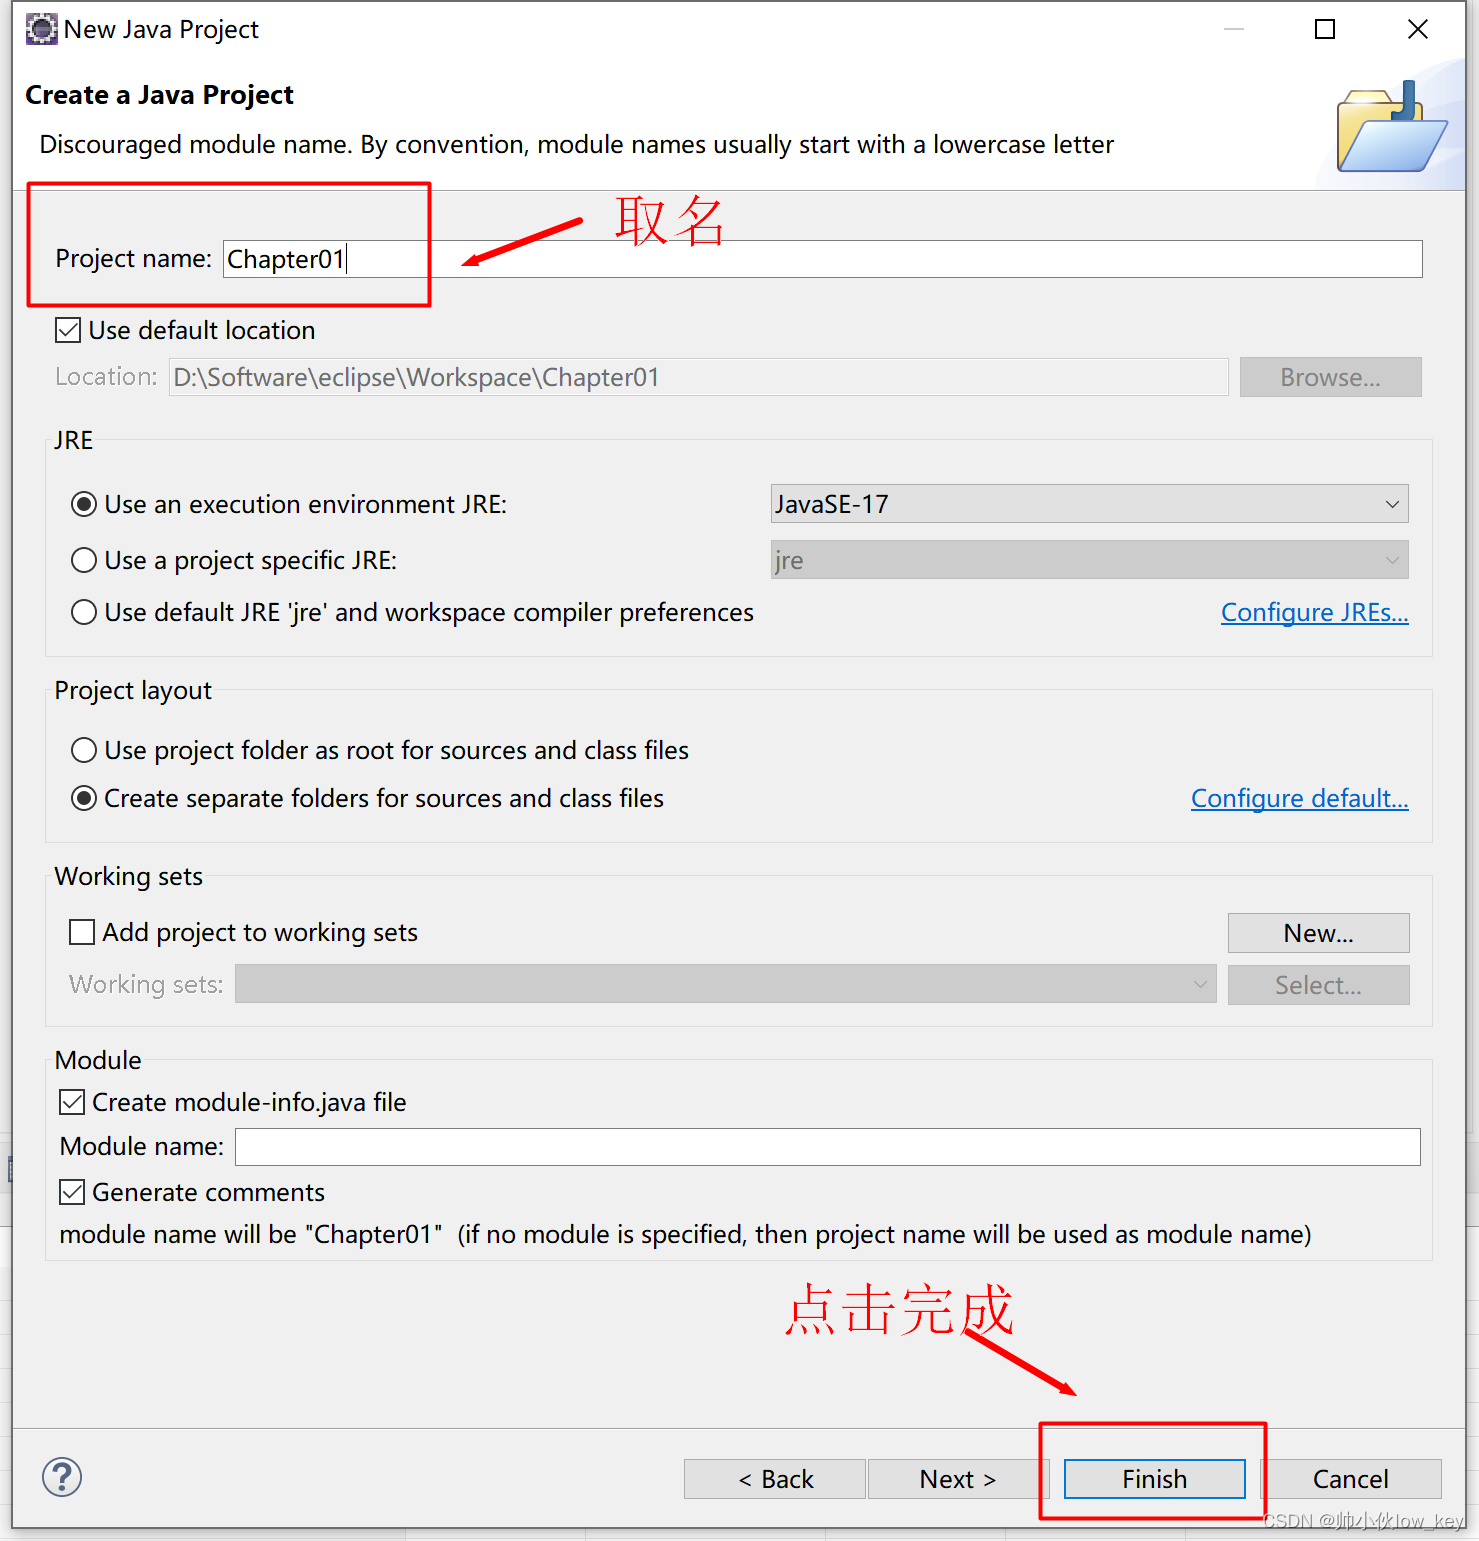 New Java Project
Create a Java Project
Discouraged module name. By convention, module names usually start with a lowercase letter
取名
Project name: Chapter01
Use default location
Location: D:\Software\eclipse\Workspace\Chapter01 Browse...
JRE
Use an execution environment JRE: JavaSE-17
Use a project specific JRE: jre
Use default JRE 'jre' and workspace compiler preferences Configure JREs...
Project layout
Use project folder as root for sources and class files
Create separate folders for sources and class files Configure default...
Working sets
Add project to working sets New...
Working sets: Select...
Module
Create module-info.java file
Module name:
Generate comments
module name will be "Chapter01" (if no module is specified, then project name will be used as module name)
点击完成
? < Back Next > Finish Cancel
CSDN @帅小伙low_key